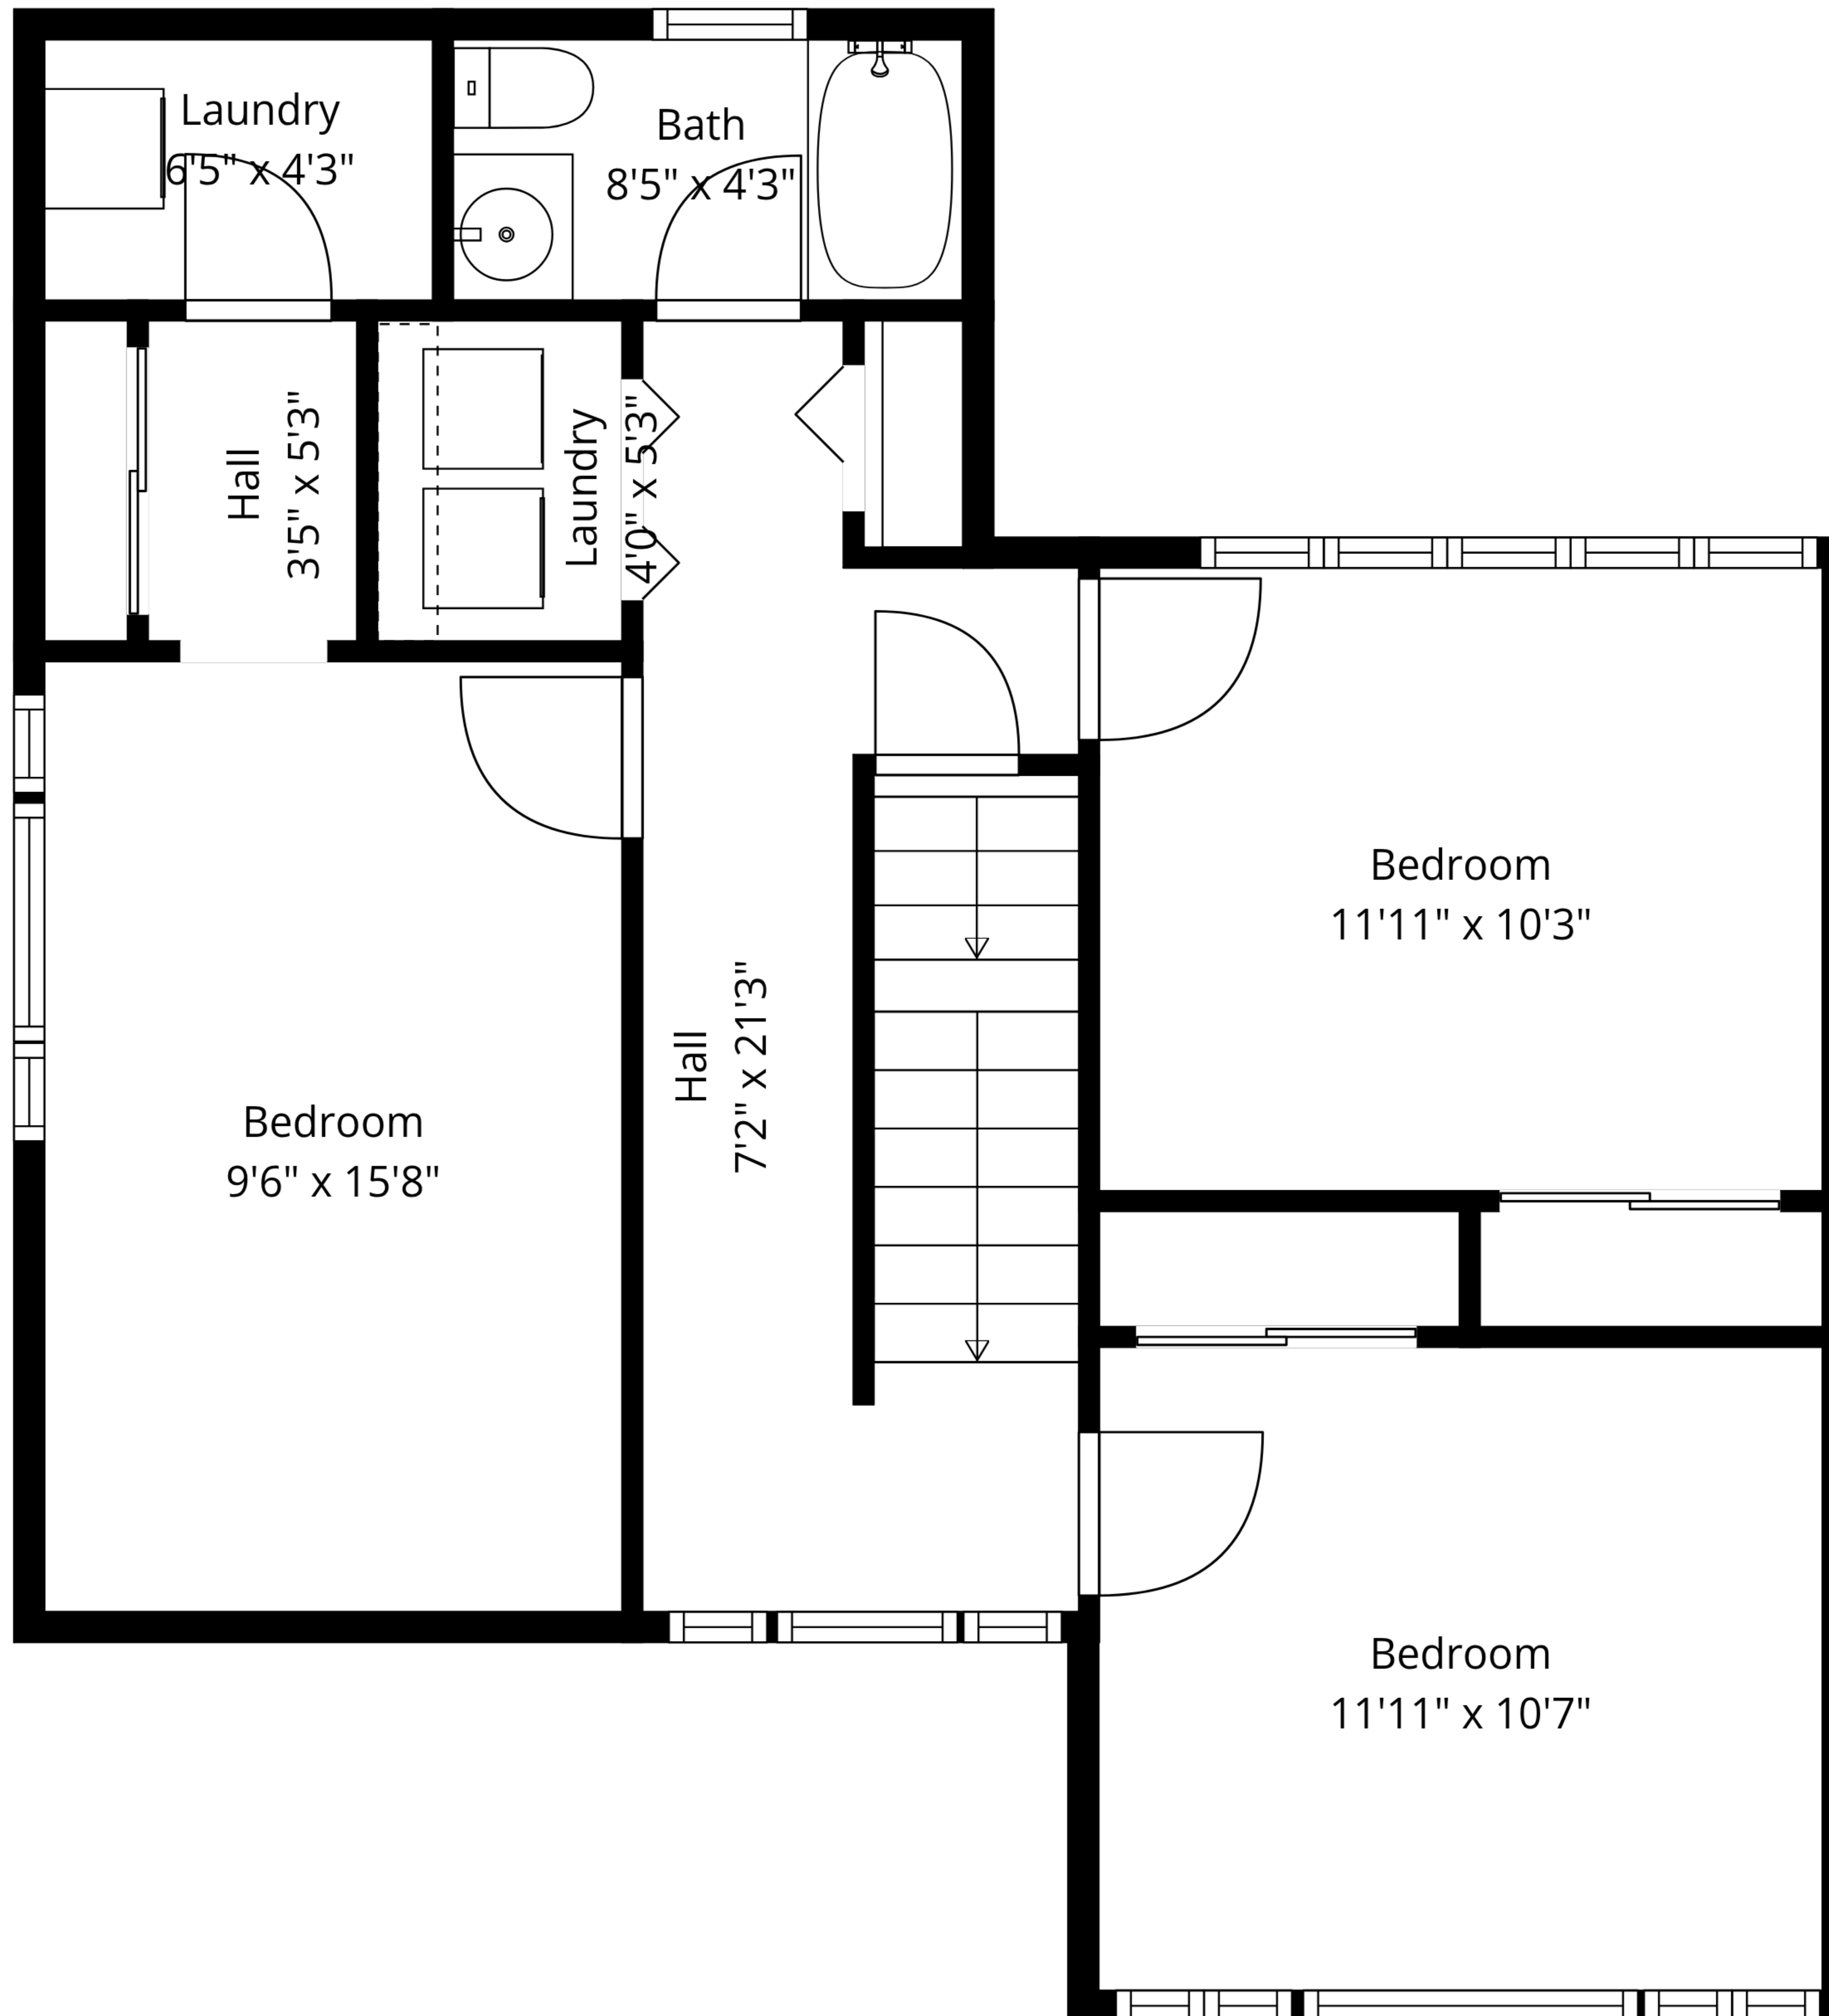 Laundry
6'5" x 4'3"
Bath
8'5" x 4'3"
Hall
3'5" x 5'3"
Laundry
4'0" x 5'3"
Bedroom
11'11" x 10'3"
Hall
7'2" x 21'3"
Bedroom
9'6" x 15'8"
Bedroom
11'11" x 10'7"